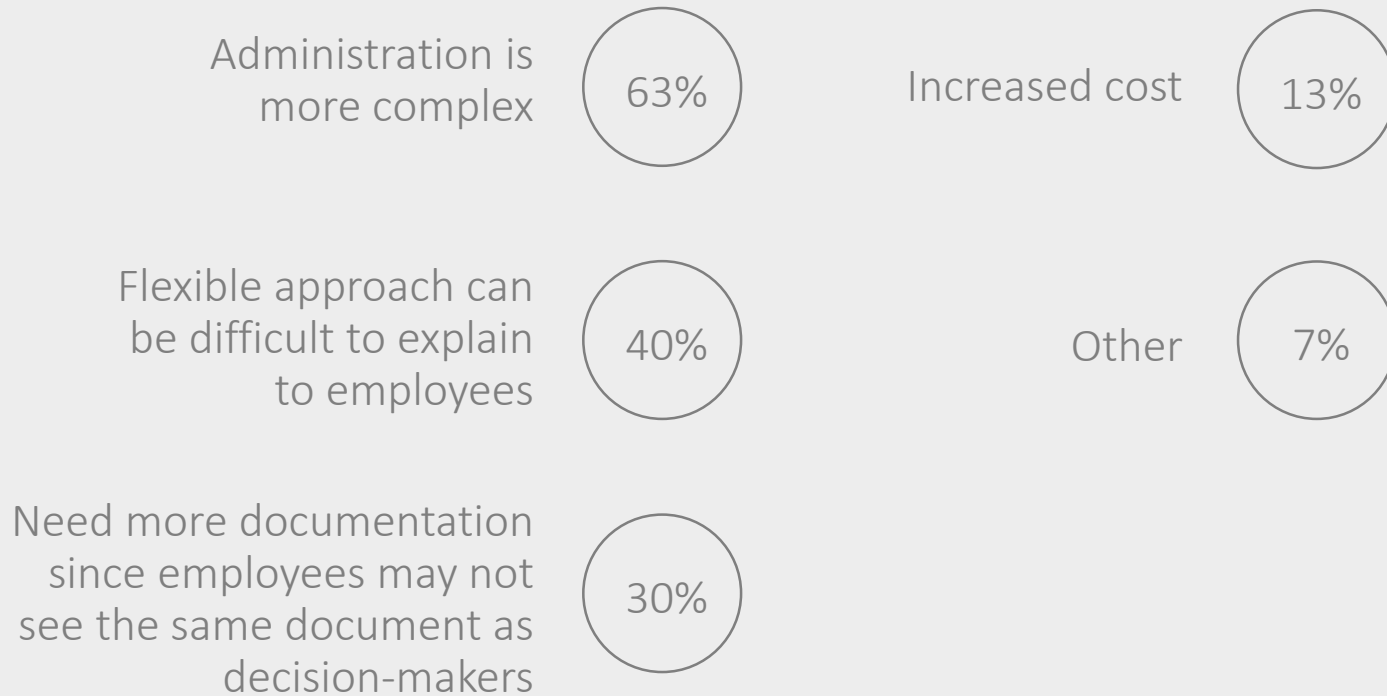 Administration is
more complex
63%
Increased cost
13%
Flexible approach can
be difficult to explain
to employees
40%
Other
7%
Need more documentation
since employees may not
see the same document as
decision-makers
30%